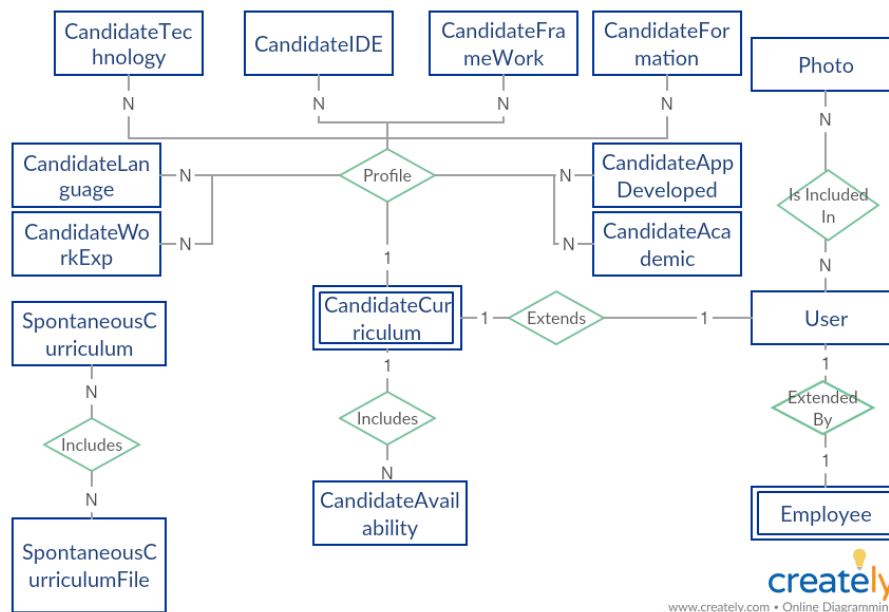 CandidateTec
hnology
CandidateIDE
CandidateFra
meWork
CandidateFor
mation
Photo
N
N
N
N
N
CandidateLan
guage
N
Profile
N
CandidateApp
Developed
Is Included
In
CandidateWo
rkExp
N
N
CandidateAca
demic
1
N
SpontaneousC
urriculum
CandidateCur
riculum
1
Extends
1
User
N
1
1
Includes
Includes
Extended
By
N
N
1
SpontaneousC
urriculumFile
CandidateAvail
ability
Employee
creately
www.creately.com • Online Diagramming